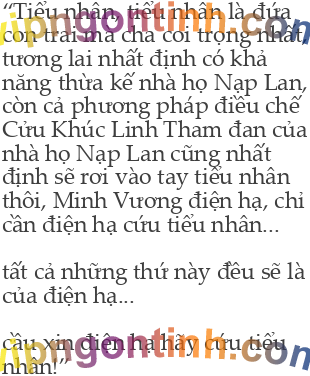 “Tiểu nhân, tiểu nhân là đứa
con trai mà cha coi trọng nhất,
tương lai nhất định có khả
năng thừa kế nhà họ Nạp Lan,
còn cả phương pháp điều chế
Cửu Khúc Linh Tham đan của
nhà họ Nạp Lan cũng nhất
định sẽ rơi vào tay tiểu nhân
thôi, Minh Vương điện hạ, chỉ
cần điện hạ cứu tiểu nhân...
tất cả những thứ này đều sẽ là
của điện hạ...
cầu xin điện hạ hãy cứu tiểu
nhân!”
vipngontinh.com
vipngontinh.com